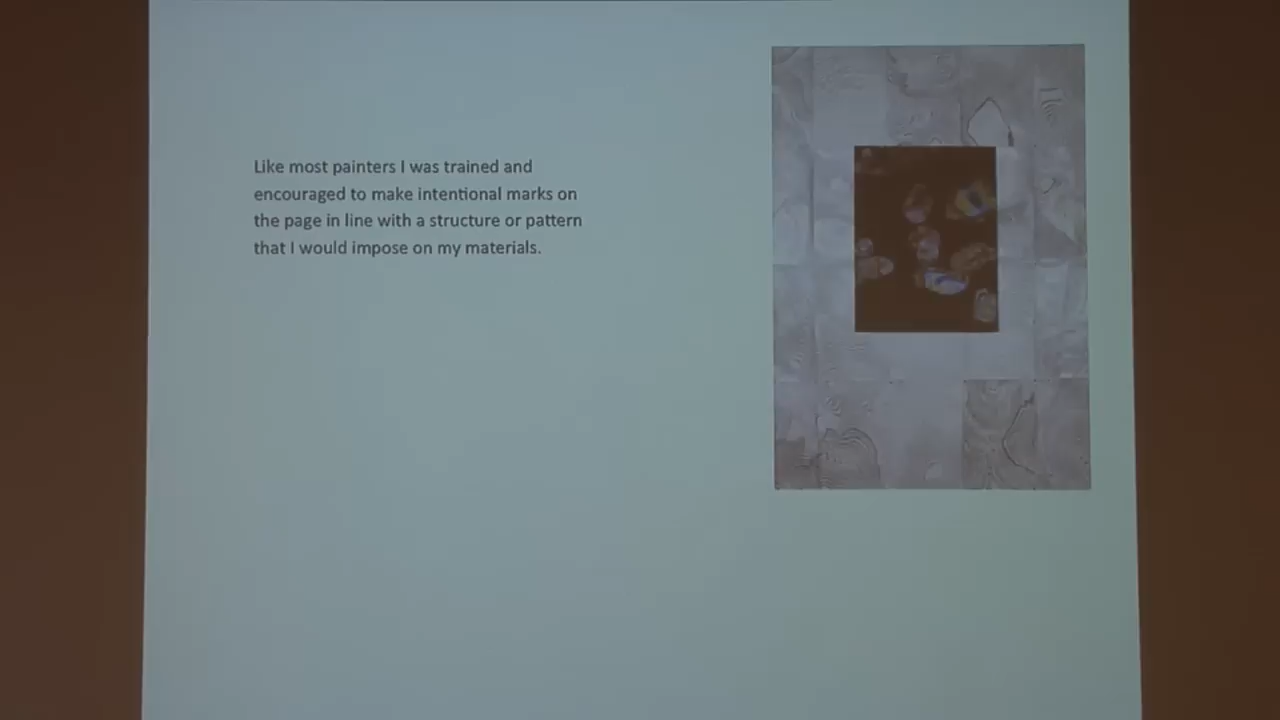 Like most painters I was trained and
encouraged to make intentional marks on
the page in line with a structure or pattern
that I would impose on my materials.